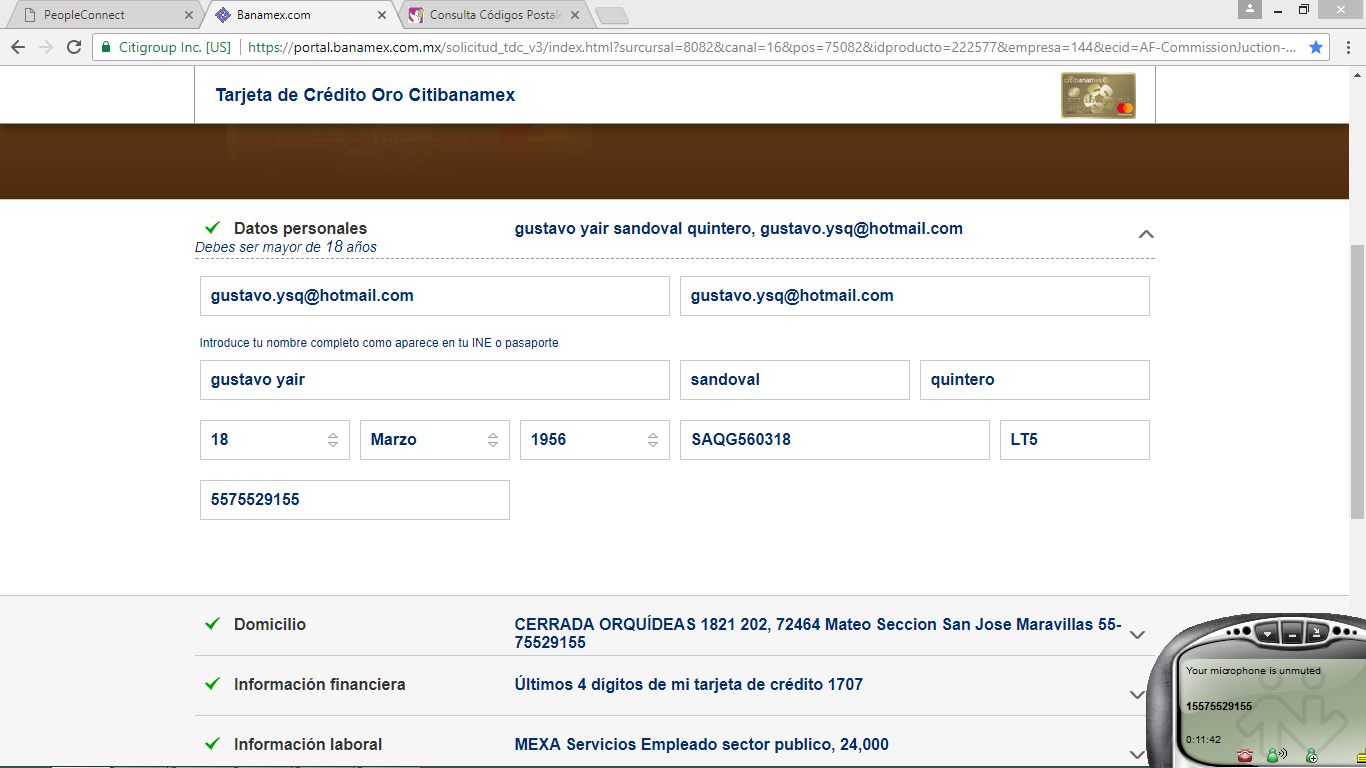 PeopleConnect
Banamex.com
Consulta Códigos Postale
Citigroup Inc. [US]
https://portal.banamex.com.mx/solicitud_tdc_v3/index.html?surcursal=8082&canal=16&pos=75082&idproducto=222577&empresa=144&ecid=AF-CommissionJuction-...
Tarjeta de Crédito Oro Citibanamex
citibanamex
Datos personales
gustavo yair sandoval quintero, gustavo.ysq@hotmail.com
Debes ser mayor de 18 años
gustavo.ysq@hotmail.com
gustavo.ysq@hotmail.com
Introduce tu nombre completo como aparece en tu INE o pasaporte
gustavo yair
sandoval
quintero
18
Marzo
1956
SAQG560318
LT5
5575529155
Domicilio
CERRADA ORQUÍDEAS 1821 202, 72464 Mateo Seccion San Jose Maravillas 55-
75529155
Información financiera
Últimos 4 dígitos de mi tarjeta de crédito 1707
Información laboral
MEXA Servicios Empleado sector publico, 24,000
Your microphone is unmuted
15575529155
0:11:42